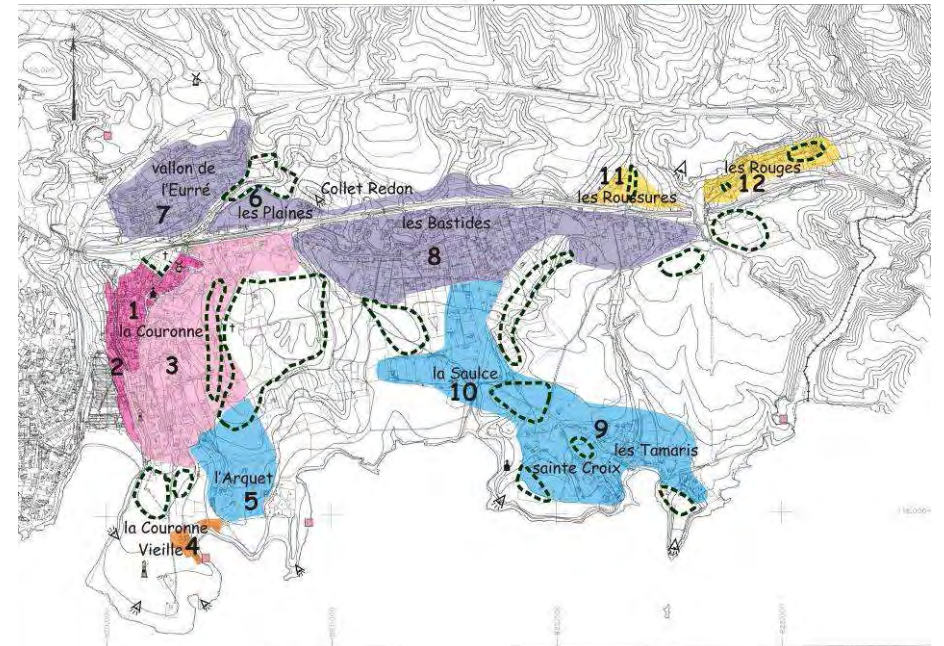 vallon de
l'Eurré
7
6
les Plaines
Collet Redon
les Bastides
8
11
les Roussures
les Rouges
12
1
la Couronne
2
3
la Saulce
10
9
les Tamaris
sainte Croix
l'Arquet
5
la Couronne
Vieille
4